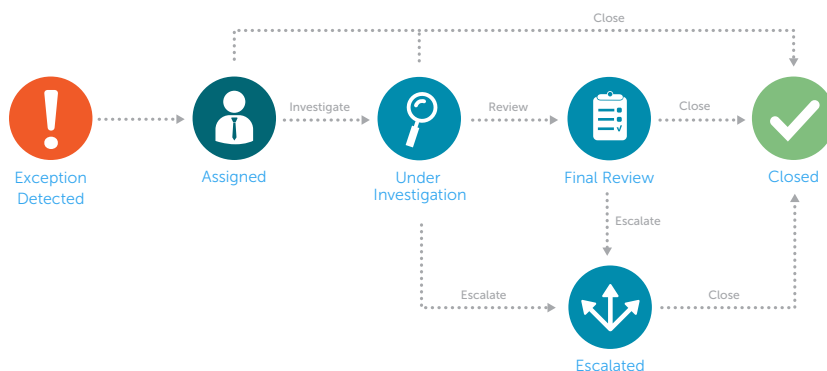 Close
Investigate
Review
Close
Exception
Detected
Assigned
Under
Investigation
Final Review
Closed
Escalate
Escalate
Close
Escalated